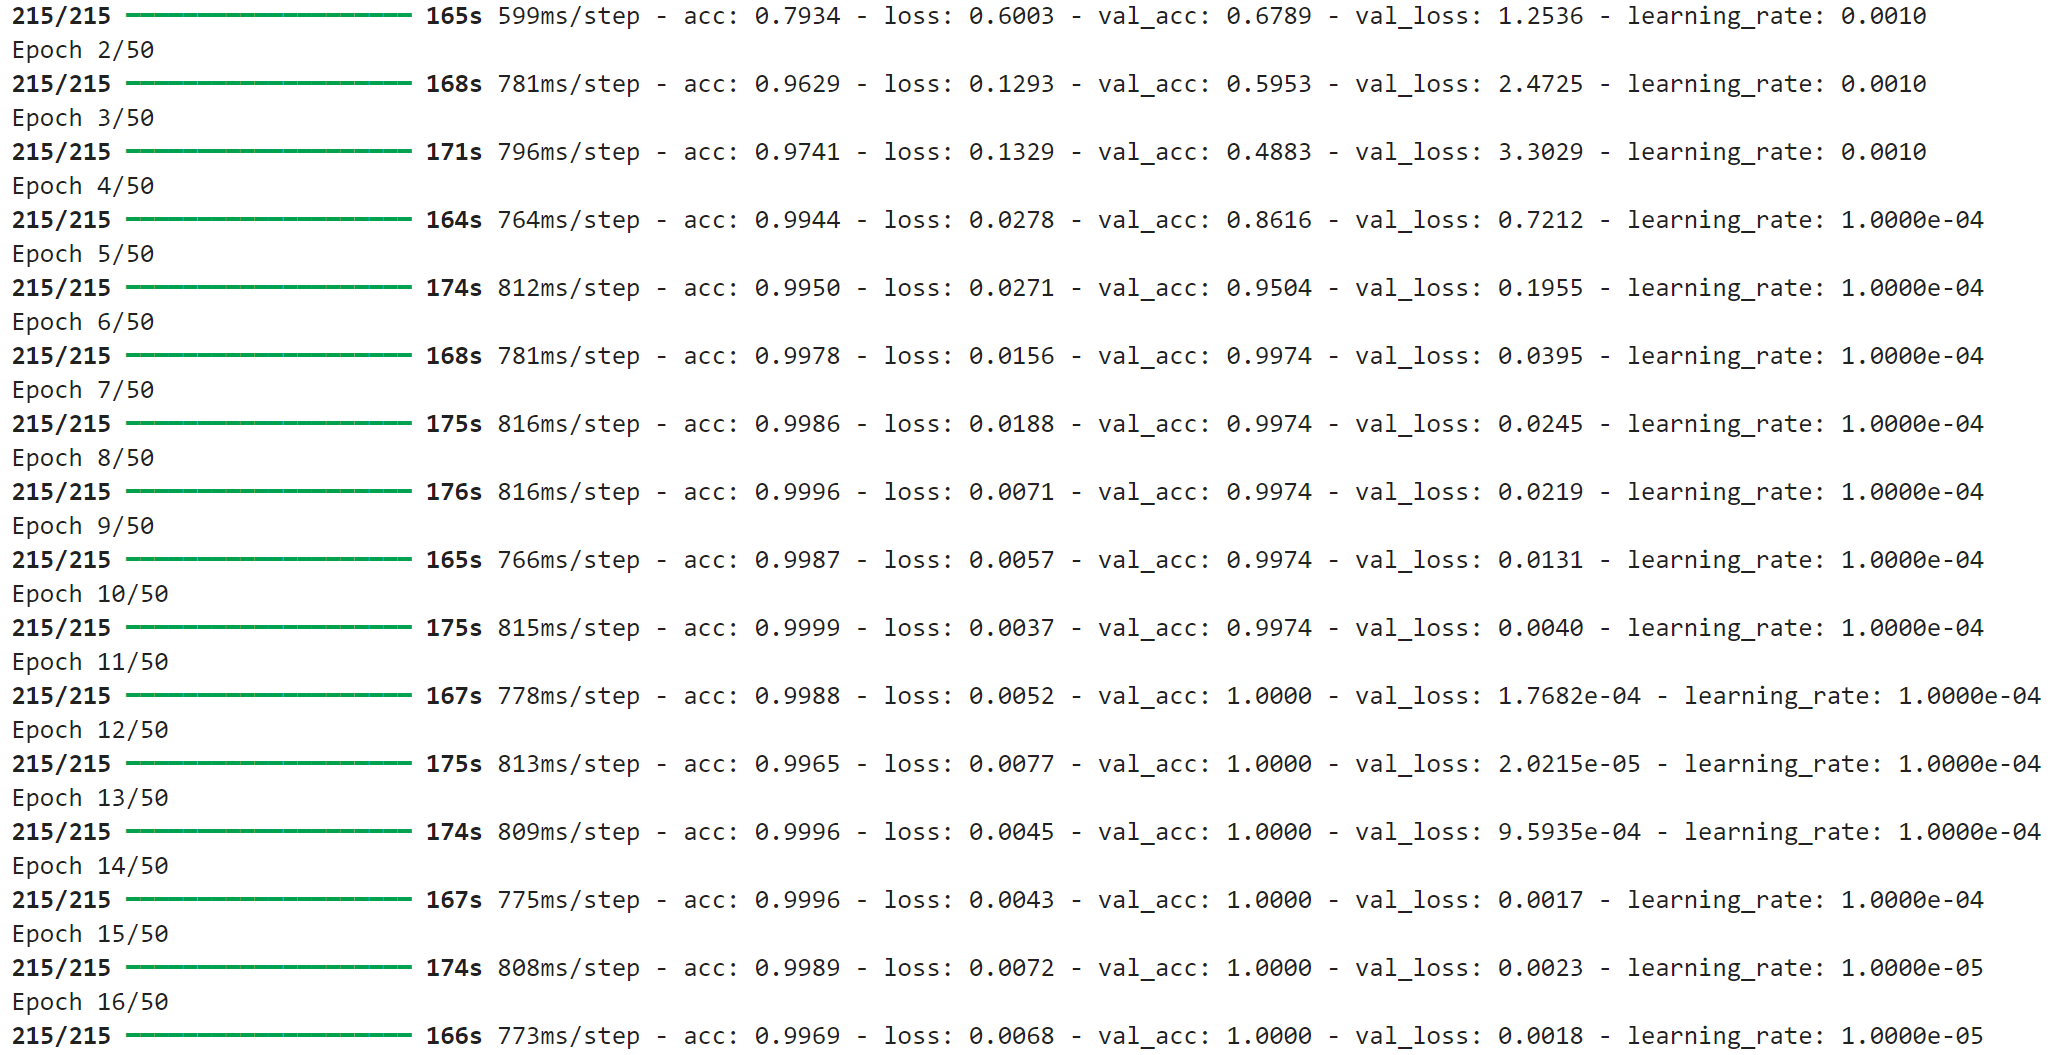 215/215 ━━━━━━━━━━━━━━━━━━━━ 165s 599ms/step - acc: 0.7934 - loss: 0.6003 - val_acc: 0.6789 - val_loss: 1.2536 - learning_rate: 0.0010
Epoch 2/50
215/215 ━━━━━━━━━━━━━━━━━━━━ 168s 781ms/step - acc: 0.9629 - loss: 0.1293 - val_acc: 0.5953 - val_loss: 2.4725 - learning_rate: 0.0010
Epoch 3/50
215/215 ━━━━━━━━━━━━━━━━━━━━ 171s 796ms/step - acc: 0.9741 - loss: 0.1329 - val_acc: 0.4883 - val_loss: 3.3029 - learning_rate: 0.0010
Epoch 4/50
215/215 ━━━━━━━━━━━━━━━━━━━━ 164s 764ms/step - acc: 0.9944 - loss: 0.0278 - val_acc: 0.8616 - val_loss: 0.7212 - learning_rate: 1.0000e-04
Epoch 5/50
215/215 ━━━━━━━━━━━━━━━━━━━━ 174s 812ms/step - acc: 0.9950 - loss: 0.0271 - val_acc: 0.9504 - val_loss: 0.1955 - learning_rate: 1.0000e-04
Epoch 6/50
215/215 ━━━━━━━━━━━━━━━━━━━━ 168s 781ms/step - acc: 0.9978 - loss: 0.0156 - val_acc: 0.9974 - val_loss: 0.0395 - learning_rate: 1.0000e-04
Epoch 7/50
215/215 ━━━━━━━━━━━━━━━━━━━━ 175s 816ms/step - acc: 0.9986 - loss: 0.0188 - val_acc: 0.9974 - val_loss: 0.0245 - learning_rate: 1.0000e-04
Epoch 8/50
215/215 ━━━━━━━━━━━━━━━━━━━━ 176s 816ms/step - acc: 0.9996 - loss: 0.0071 - val_acc: 0.9974 - val_loss: 0.0219 - learning_rate: 1.0000e-04
Epoch 9/50
215/215 ━━━━━━━━━━━━━━━━━━━━ 165s 766ms/step - acc: 0.9987 - loss: 0.0057 - val_acc: 0.9974 - val_loss: 0.0131 - learning_rate: 1.0000e-04
Epoch 10/50
215/215 ━━━━━━━━━━━━━━━━━━━━ 175s 815ms/step - acc: 0.9999 - loss: 0.0037 - val_acc: 0.9974 - val_loss: 0.0040 - learning_rate: 1.0000e-04
Epoch 11/50
215/215 ━━━━━━━━━━━━━━━━━━━━ 167s 778ms/step - acc: 0.9988 - loss: 0.0052 - val_acc: 1.0000 - val_loss: 1.7682e-04 - learning_rate: 1.0000e-04
Epoch 12/50
215/215 ━━━━━━━━━━━━━━━━━━━━ 175s 813ms/step - acc: 0.9965 - loss: 0.0077 - val_acc: 1.0000 - val_loss: 2.0215e-05 - learning_rate: 1.0000e-04
Epoch 13/50
215/215 ━━━━━━━━━━━━━━━━━━━━ 174s 809ms/step - acc: 0.9996 - loss: 0.0045 - val_acc: 1.0000 - val_loss: 9.5935e-04 - learning_rate: 1.0000e-04
Epoch 14/50
215/215 ━━━━━━━━━━━━━━━━━━━━ 167s 775ms/step - acc: 0.9996 - loss: 0.0043 - val_acc: 1.0000 - val_loss: 0.0017 - learning_rate: 1.0000e-04
Epoch 15/50
215/215 ━━━━━━━━━━━━━━━━━━━━ 174s 808ms/step - acc: 0.9989 - loss: 0.0072 - val_acc: 1.0000 - val_loss: 0.0023 - learning_rate: 1.0000e-05
Epoch 16/50
215/215 ━━━━━━━━━━━━━━━━━━━━ 166s 773ms/step - acc: 0.9969 - loss: 0.0068 - val_acc: 1.0000 - val_loss: 0.0018 - learning_rate: 1.0000e-05